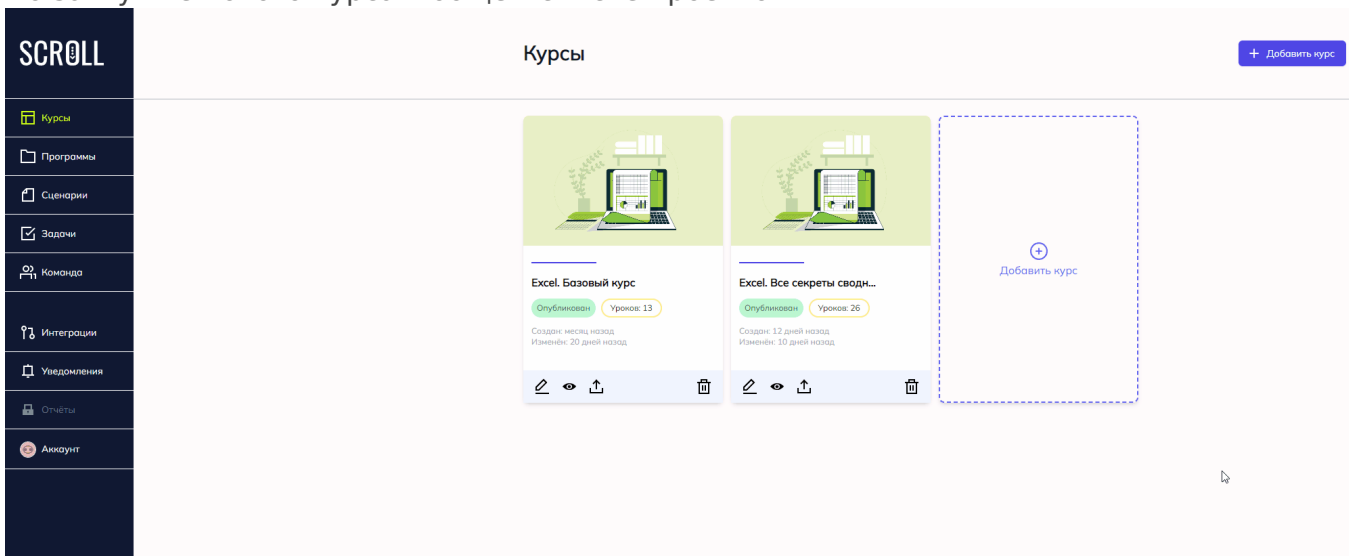 SCROLL
Курсы
+ Добавить курс
Курсы
Программы
Сценарии
Задачи
Команда
Интеграции
Уведомления
Отчёты
Аккаунт
Excel. Базовый курс
Опубликован Уроков: 13
Создан: месяц назад
Изменён: 20 дней назад
Excel. Все секреты сводн...
Опубликован Уроков: 26
Создан: 12 дней назад
Изменён: 10 дней назад
Добавить курс